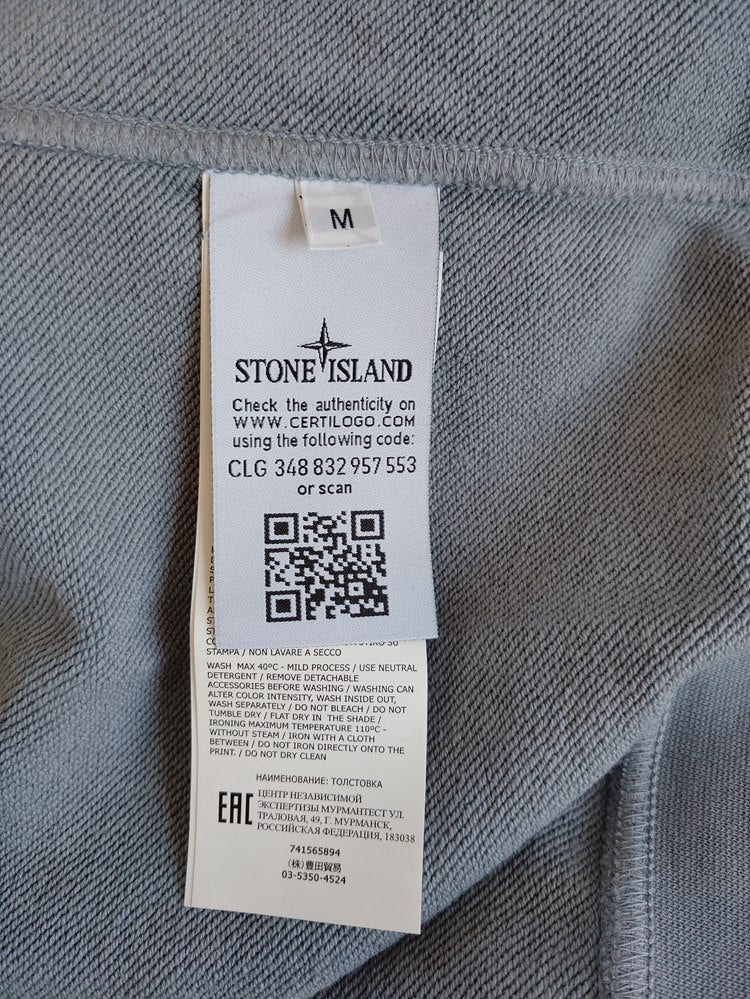 M
STONE ISLAND
Check the authenticity on
WWW.CERTILOGO.COM
using the following code:
CLG 348 832 957 553
or scan
STAMPA / NON LAVARE A SECCO
WASH MAX 40ºC - MILD PROCESS / USE NEUTRAL
DETERGENT / REMOVE DETACHABLE
ACCESSORIES BEFORE WASHING / WASHING CAN
ALTER COLOR INTENSITY, WASH INSIDE OUT,
WASH SEPARATELY / DO NOT BLEACH / DO NOT
TUMBLE DRY / FLAT DRY IN THE SHADE /
IRONING MAXIMUM TEMPERATURE 110ºC -
WITHOUT STEAM / IRON WITH A CLOTH
BETWEEN / DO NOT IRON DIRECTLY ONTO THE
PRINT. / DO NOT DRY CLEAN
НАИМЕНОВАНИЕ: ТОЛСТОВКА
EAC
ЦЕНТР НЕЗАВИСИМОЙ
ЭКСПЕРТИЗЫ МУРМАНТЕСТ УЛ.
ТРАЛОВАЯ, 49, Г. МУРМАНСК,
РОССИЙСКАЯ ФЕДЕРАЦИЯ, 183038
741565894
(株)豊田貿易
03-5350-4524